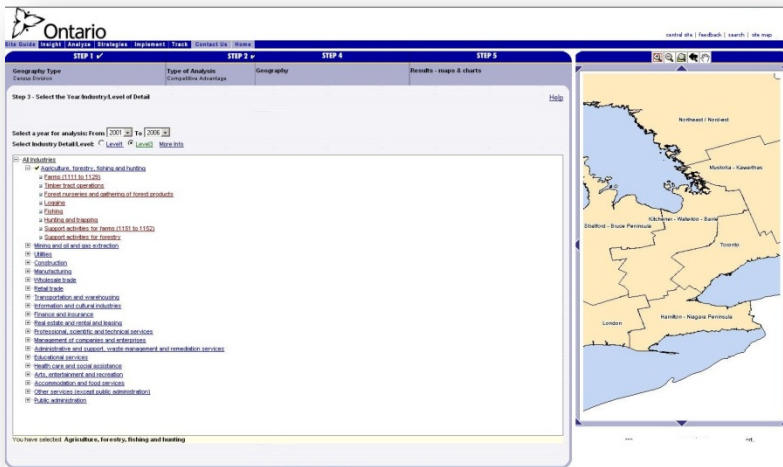 Ontario
central site | feedback | search | site map
Site Guide Insight Analyze Strategies Implement Track Contact Us Home
STEP 1 ✓ STEP 2 ✓ STEP 4 STEP 5
Geography Type Type of Analysis Geography Results - maps & charts
Census Division Competitive Advantage
Step 3 - Select the Year/Industry/Level of Detail Help
Select a year for analysis: From 2001 To 2006
Select Industry Detail/Level: Level1 Level3 More Info
All Industries
Agriculture, forestry, fishing and hunting
Farms (1111 to 1129)
Timber tract operations
Forest nurseries and gathering of forest products
Logging
Fishing
Hunting and trapping
Support activities for farms (1151 to 1152)
Support activities for forestry
Mining and oil and gas extraction
Utilities
Construction
Manufacturing
Wholesale trade
Retail trade
Transportation and warehousing
Information and cultural industries
Finance and insurance
Real estate and rental and leasing
Professional, scientific and technical services
Management of companies and enterprises
Administrative and support, waste management and remediation services
Educational services
Health care and social assistance
Arts, entertainment and recreation
Accommodation and food services
Other services (except public administration)
Public administration
You have selected: Agriculture, forestry, fishing and hunting
Northeast / Nord-est
Muskoka - Kawarthas
Kitchener - Waterloo - Barrie
Stratford - Bruce Peninsula
Toronto
Hamilton - Niagara Peninsula
London